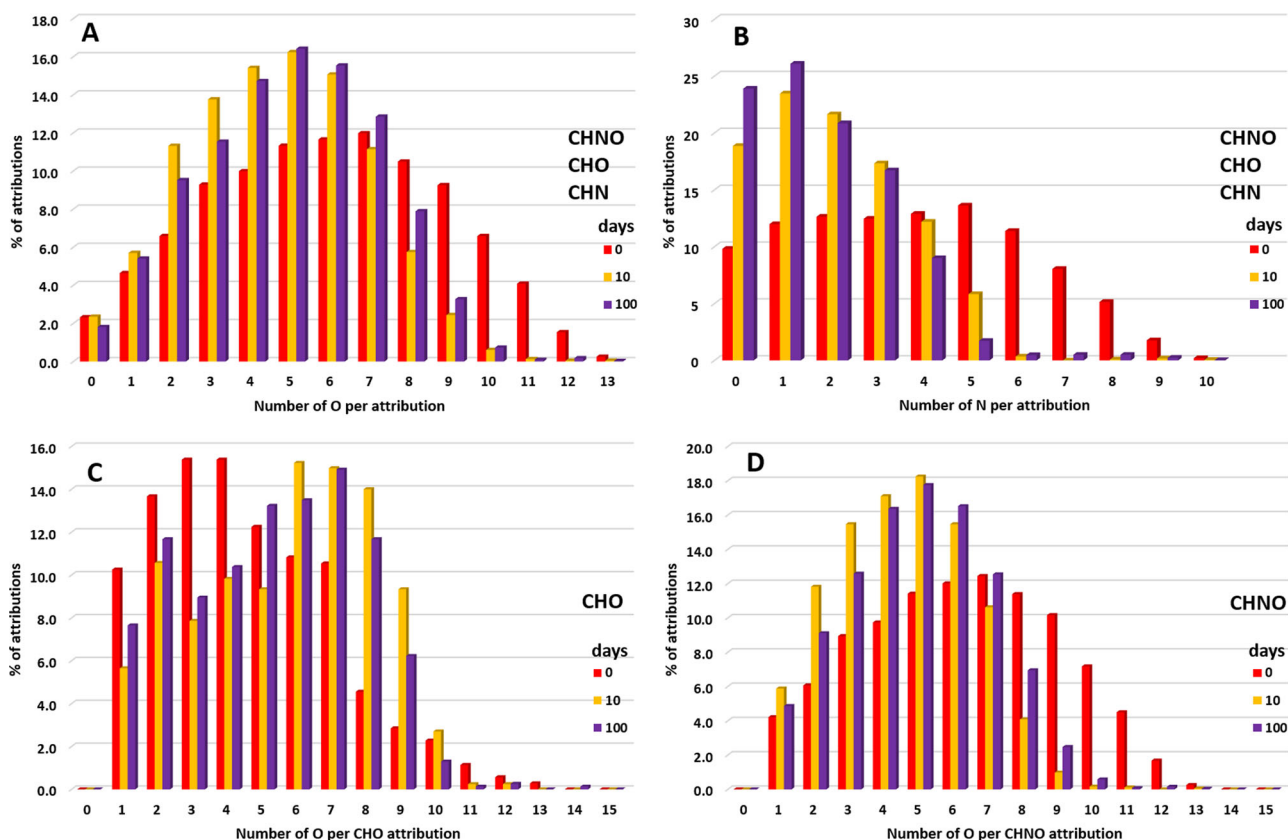 A
18.0
16.0
14.0
12.0
10.0
8.0
6.0
4.0
2.0
0.0
% of attributions
0 1 2 3 4 5 6 7 8 9 10 11 12 13
Number of O per attribution
CHNO
CHO
CHN
days
0
10
100
B
30
25
20
15
10
5
0
% of attributions
0 1 2 3 4 5 6 7 8 9 10
Number of N per attribution
CHNO
CHO
CHN
days
0
10
100
C
16.0
14.0
12.0
10.0
8.0
6.0
4.0
2.0
0.0
% of attributions
0 1 2 3 4 5 6 7 8 9 10 11 12 13 14 15
Number of O per CHO attribution
CHO
days
0
10
100
D
20.0
18.0
16.0
14.0
12.0
10.0
8.0
6.0
4.0
2.0
0.0
% of attributions
0 1 2 3 4 5 6 7 8 9 10 11 12 13 14 15
Number of O per CHNO attribution
CHNO
days
0
10
100